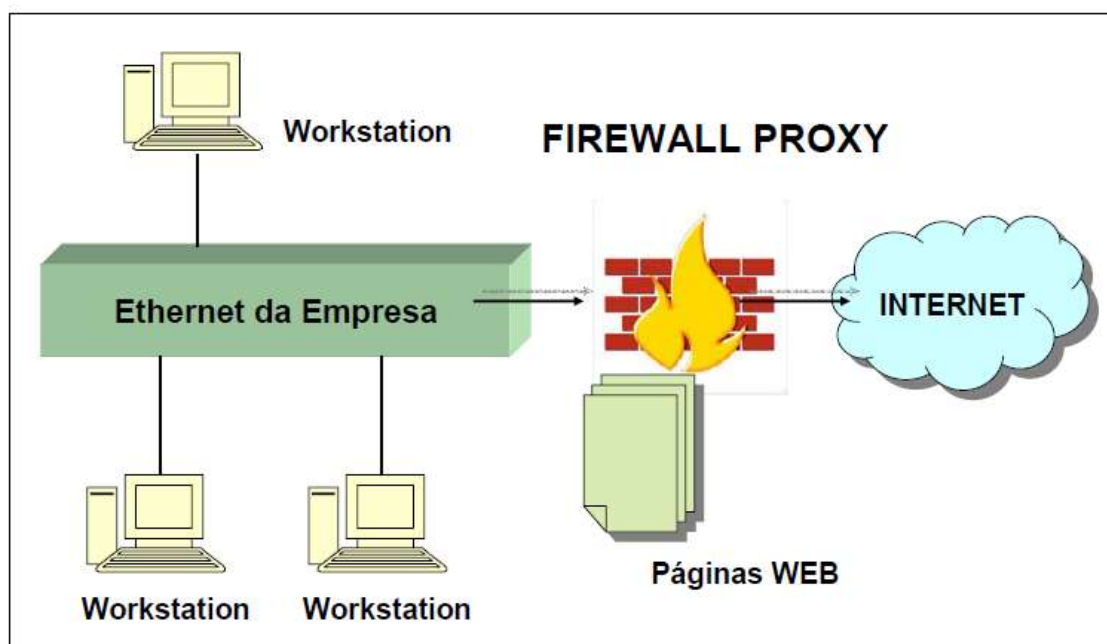 Workstation
FIREWALL PROXY
Ethernet da Empresa
INTERNET
Páginas WEB
Workstation
Workstation